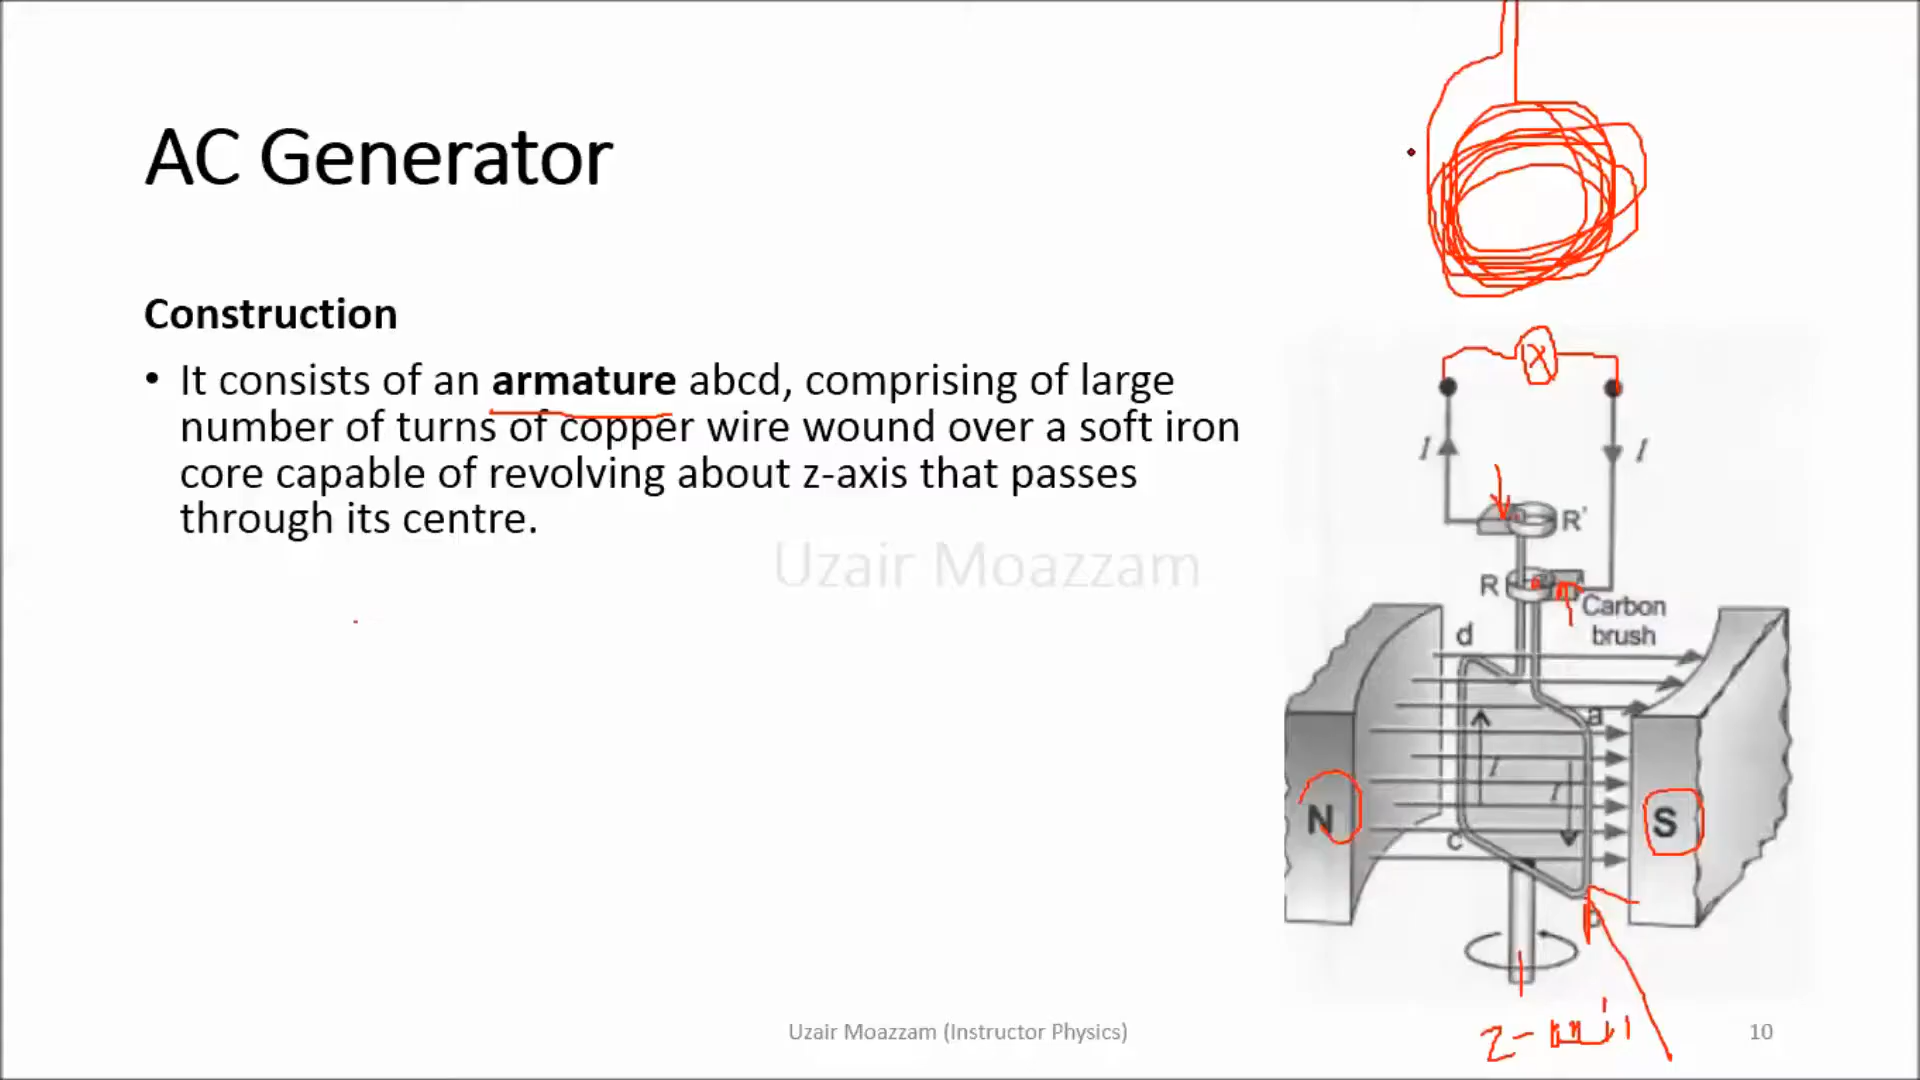 AC Generator
Construction
• It consists of an armature abcd, comprising of large
number of turns of copper wire wound over a soft iron
core capable of revolving about z-axis that passes
through its centre.
Uzair Moazzam
X
I
I
R'
R
Carbon
brush
d
a
I
I
N
S
c
b
z-axis
Uzair Moazzam (Instructor Physics)
10